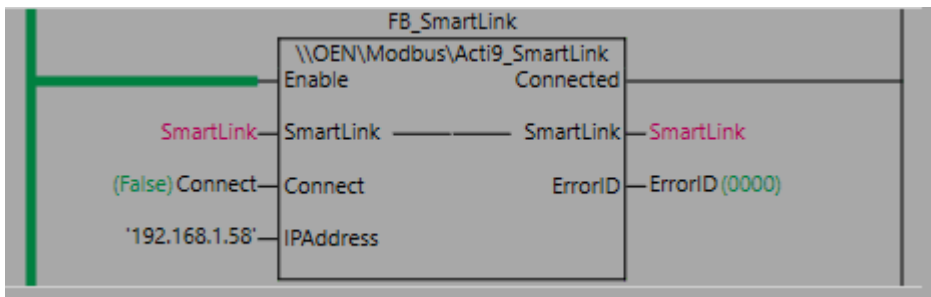 FB_SmartLink
\\OEN\Modbus\Acti9_SmartLink
Enable Connected
SmartLink SmartLink SmartLink SmartLink
(False) Connect Connect ErrorID ErrorID (0000)
'192.168.1.58' IPAddress